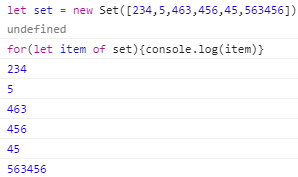 let set = new Set([234,5,463,456,45,563456])
undefined
for(let item of set){console.log(item)}
234
5
463
456
45
563456